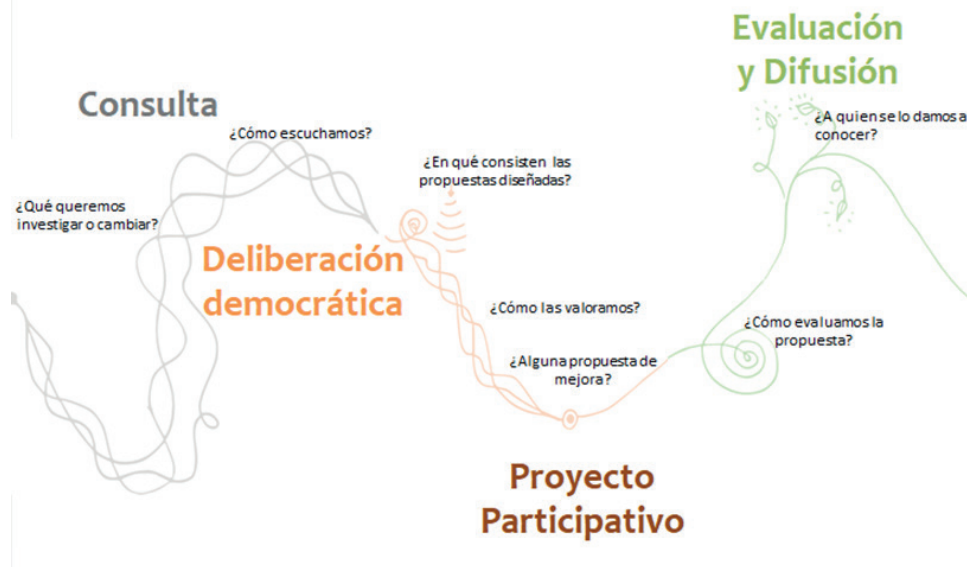 Consulta
¿Qué queremos
investigar o cambiar?
¿Cómo escuchamos?
Deliberación
democrática
¿En qué consisten las
propuestas diseñadas?
¿Cómo las valoramos?
¿Alguna propuesta de
mejora?
Proyecto
Participativo
Evaluación
y Difusión
¿A quien se lo damos a
conocer?
¿Cómo evaluamos la
propuesta?